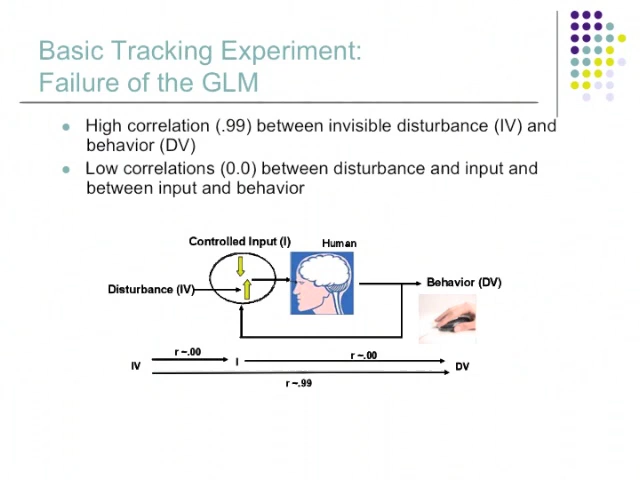 Basic Tracking Experiment:
Failure of the GLM
High correlation (.99) between invisible disturbance (IV) and
behavior (DV)
Low correlations (0.0) between disturbance and input and
between input and behavior
Controlled Input (I)
Human
Disturbance (IV)
Behavior (DV)
r ~.00
r ~.00
IV
I
DV
r ~.99